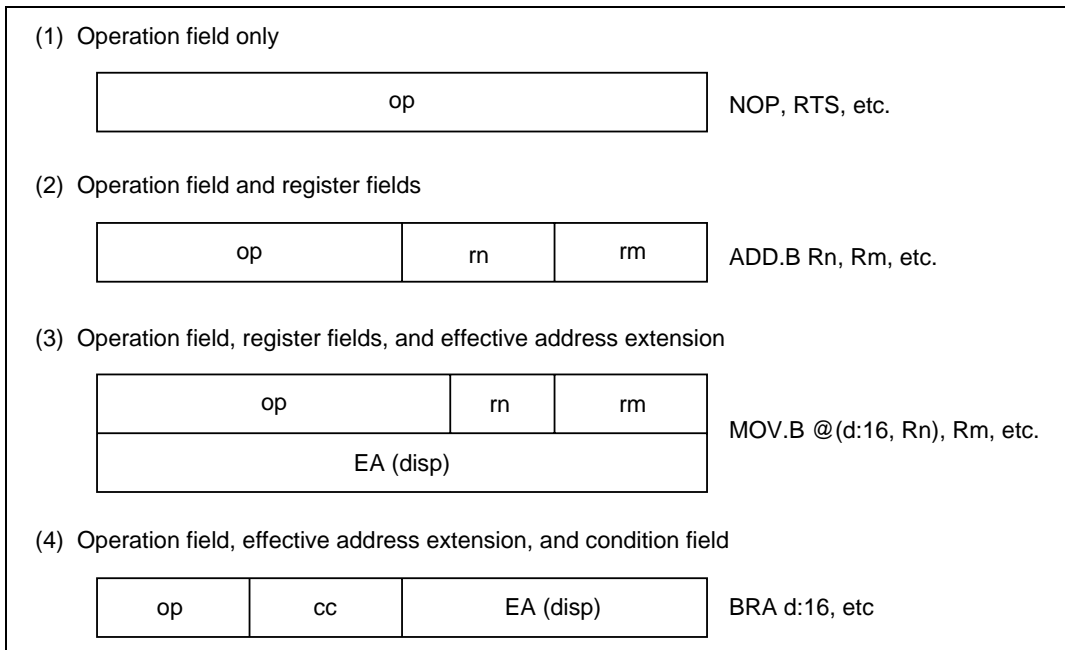 (1) Operation field only
op
NOP, RTS, etc.
(2) Operation field and register fields
op rn rm
ADD.B Rn, Rm, etc.
(3) Operation field, register fields, and effective address extension
op rn rm
MOV.B @(d:16, Rn), Rm, etc.
EA (disp)
(4) Operation field, effective address extension, and condition field
op cc EA (disp)
BRA d:16, etc